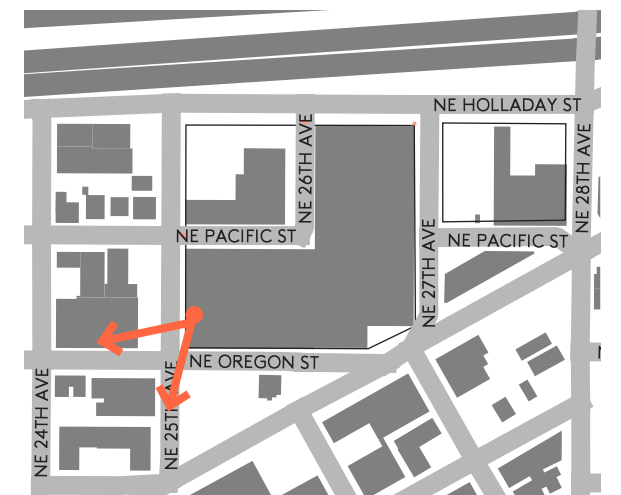 NE HOLLADAY ST
NE 26TH AVE
NE 28TH AVE
NE PACIFIC ST
NE PACIFIC ST
NE 27TH AVE
NE OREGON ST
NE 24TH AVE
NE 25TH AVE